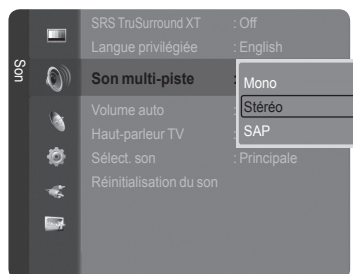 Son
SRS TruSurround XT : Off
Langue privilégiée : English
Son multi-piste :
Mono
Stéréo
SAP
Volume auto
Haut-parleur TV
Sélect. son : Principale
Réinitialisation du son